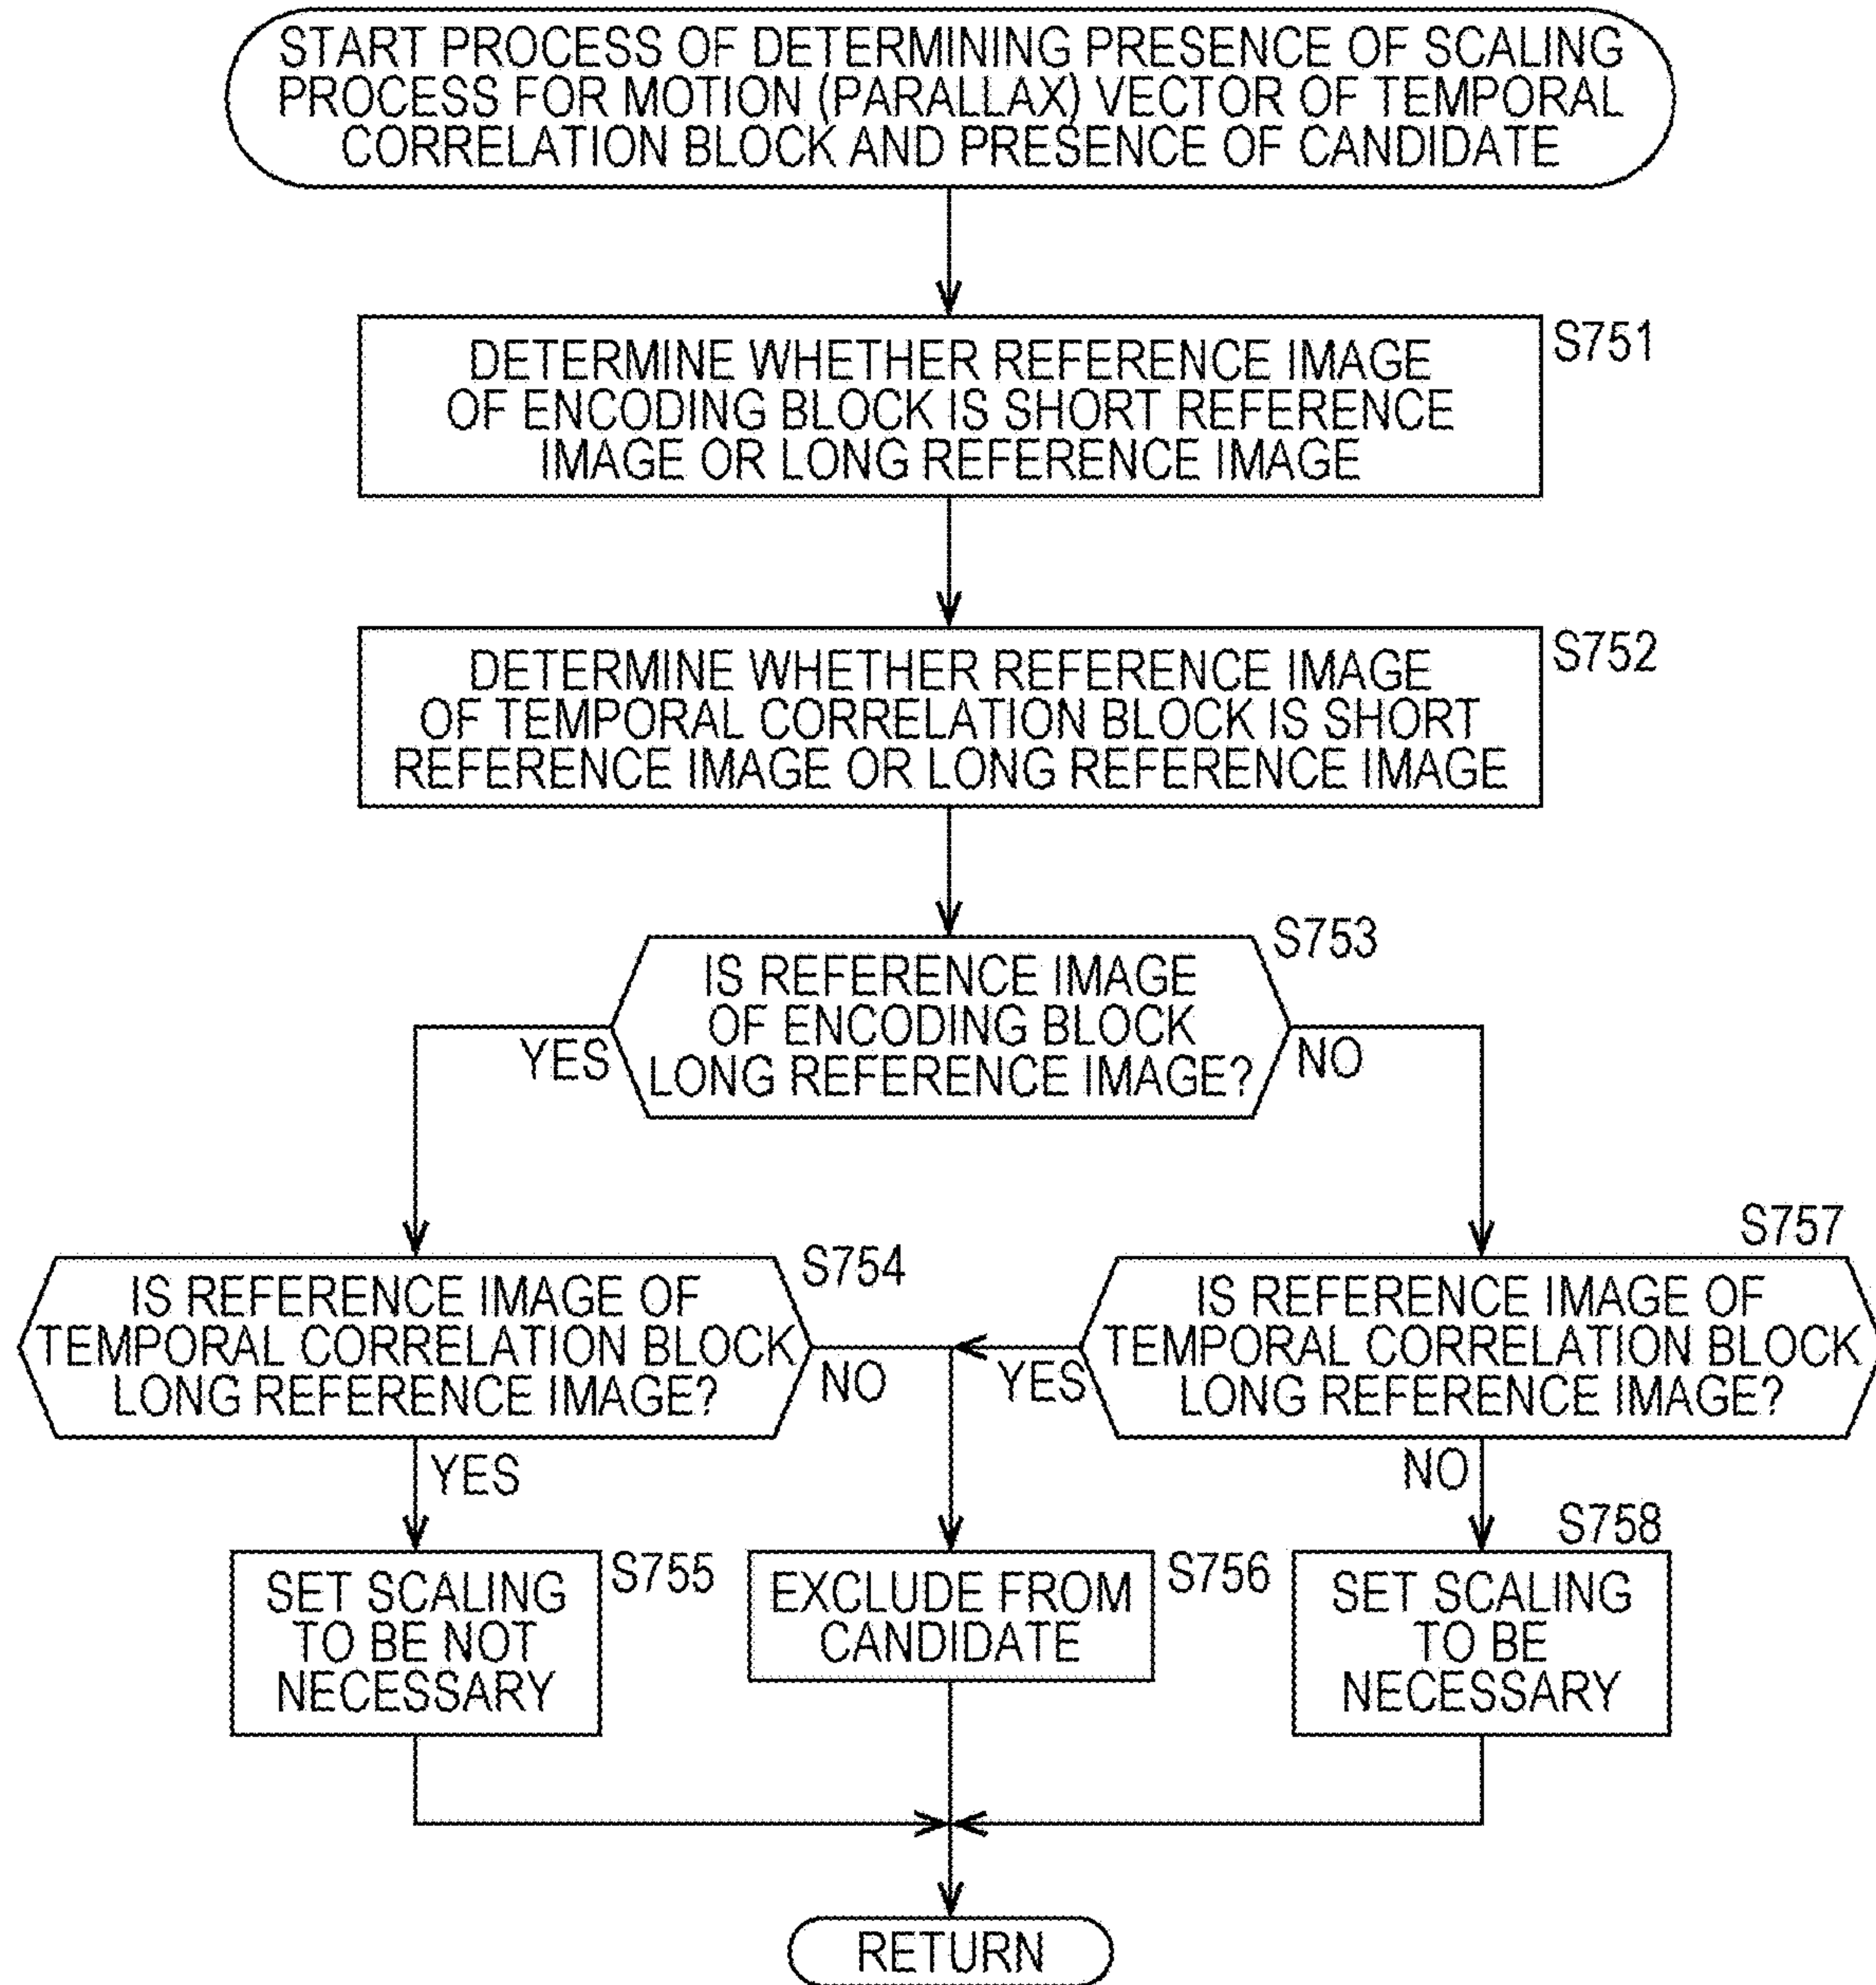 START PROCESS OF DETERMINING PRESENCE OF SCALING
PROCESS FOR MOTION (PARALLAX) VECTOR OF TEMPORAL
CORRELATION BLOCK AND PRESENCE OF CANDIDATE
S751
DETERMINE WHETHER REFERENCE IMAGE
OF ENCODING BLOCK IS SHORT REFERENCE
IMAGE OR LONG REFERENCE IMAGE
S752
DETERMINE WHETHER REFERENCE IMAGE
OF TEMPORAL CORRELATION BLOCK IS SHORT
REFERENCE IMAGE OR LONG REFERENCE IMAGE
S753
IS REFERENCE IMAGE
OF ENCODING BLOCK
LONG REFERENCE IMAGE?
YES
NO
S754
IS REFERENCE IMAGE OF
TEMPORAL CORRELATION BLOCK
LONG REFERENCE IMAGE?
NO
YES
S757
IS REFERENCE IMAGE OF
TEMPORAL CORRELATION BLOCK
LONG REFERENCE IMAGE?
YES
NO
S755
SET SCALING
TO BE NOT
NECESSARY
S756
EXCLUDE FROM
CANDIDATE
S758
SET SCALING
TO BE
NECESSARY
RETURN